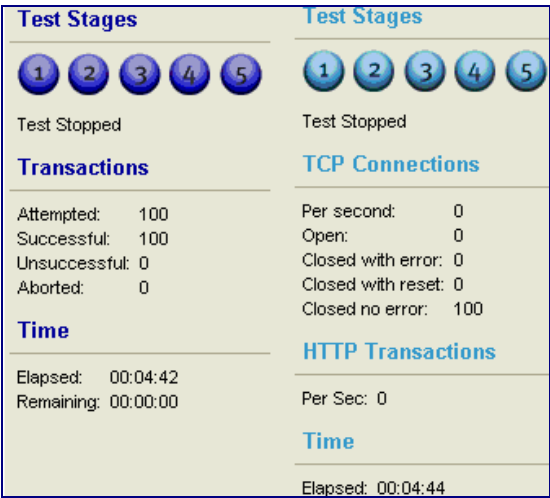 Test Stages
1 2 3 4 5
Test Stopped
Transactions
Attempted: 100
Successful: 100
Unsuccessful: 0
Aborted: 0
Time
Elapsed: 00:04:42
Remaining: 00:00:00
Test Stages
1 2 3 4 5
Test Stopped
TCP Connections
Per second: 0
Open: 0
Closed with error: 0
Closed with reset: 0
Closed no error: 100
HTTP Transactions
Per Sec: 0
Time
Elapsed: 00:04:44